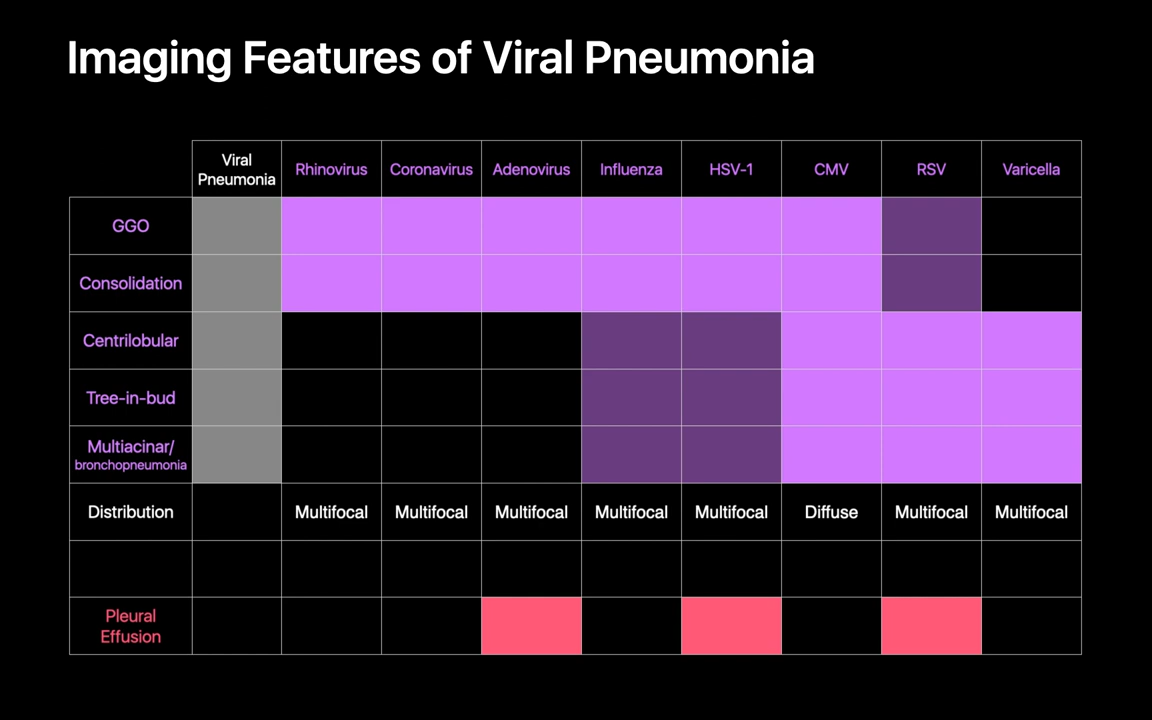 Imaging Features of Viral Pneumonia
Viral
Pneumonia
Rhinovirus
Coronavirus
Adenovirus
Influenza
HSV-1
CMV
RSV
Varicella
GGO
Consolidation
Centrilobular
Tree-in-bud
Multiacinar/
bronchopneumonia
Distribution
Multifocal
Multifocal
Multifocal
Multifocal
Multifocal
Diffuse
Multifocal
Multifocal
Pleural
Effusion